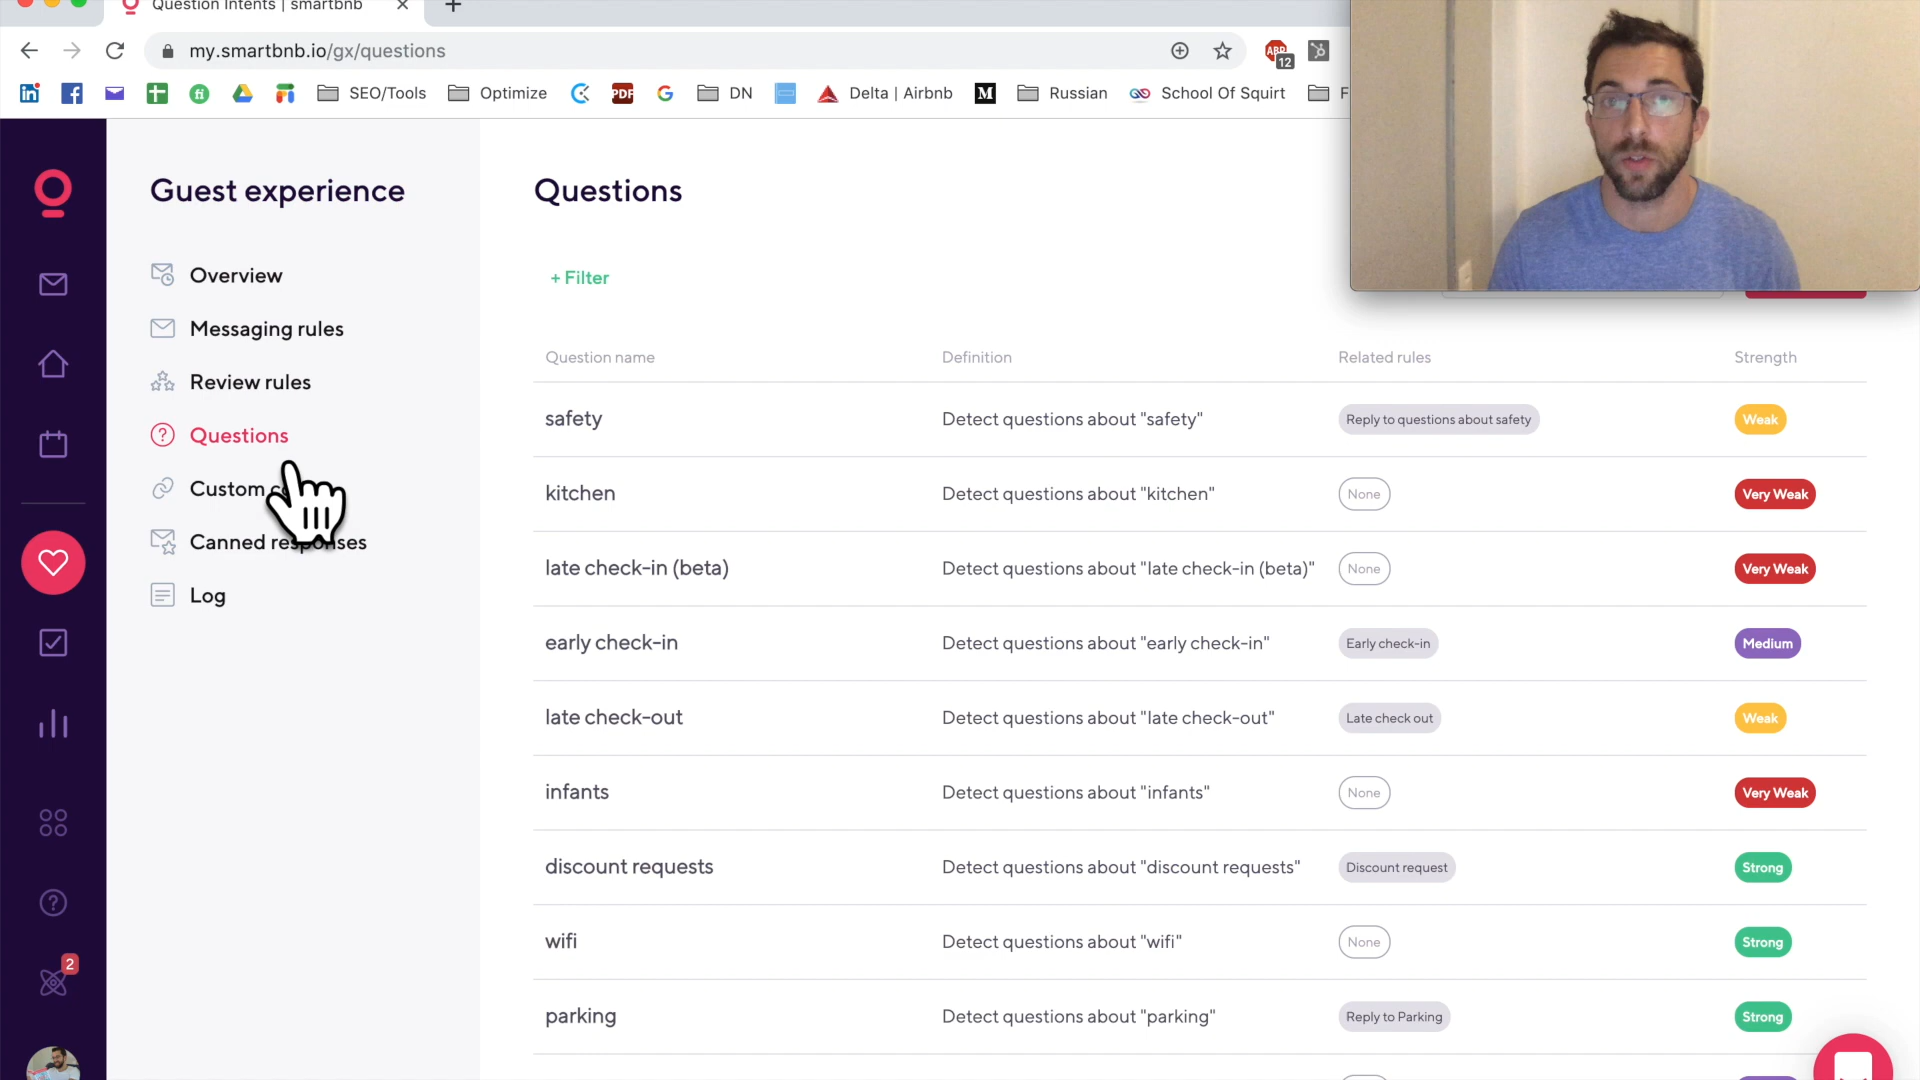 Question Intents | smartbnb
my.smartbnb.io/gx/questions
ABP
12
SEO/Tools
Optimize
PDF
DN
Delta | Airbnb
M
Russian
School Of Squirt
F
Guest experience
Overview
Messaging rules
Review rules
Questions
Custom
Canned responses
Log
2
Questions
+ Filter
Question name Definition Related rules Strength
safety Detect questions about "safety" Reply to questions about safety Weak
kitchen Detect questions about "kitchen" None Very Weak
late check-in (beta) Detect questions about "late check-in (beta)" None Very Weak
early check-in Detect questions about "early check-in" Early check-in Medium
late check-out Detect questions about "late check-out" Late check out Weak
infants Detect questions about "infants" None Very Weak
discount requests Detect questions about "discount requests" Discount request Strong
wifi Detect questions about "wifi" None Strong
parking Detect questions about "parking" Reply to Parking Strong